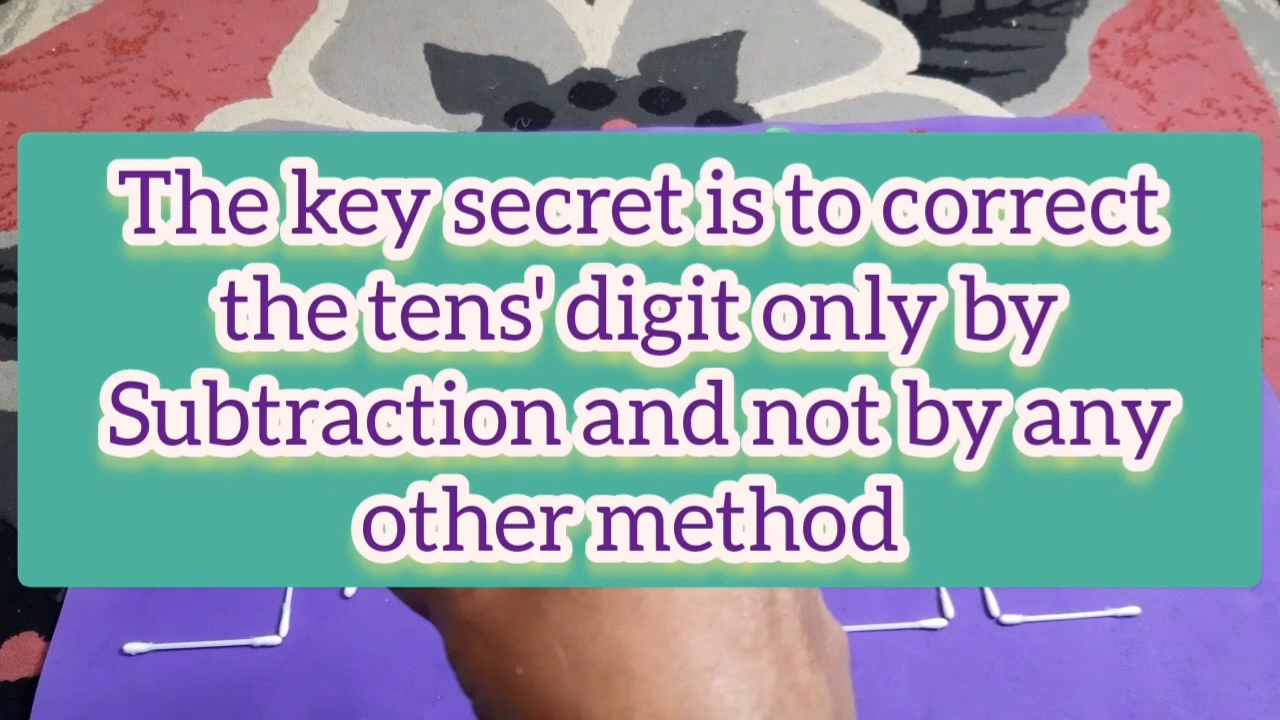 The key secret is to correct
the tens' digit only by
Subtraction and not by any
other method